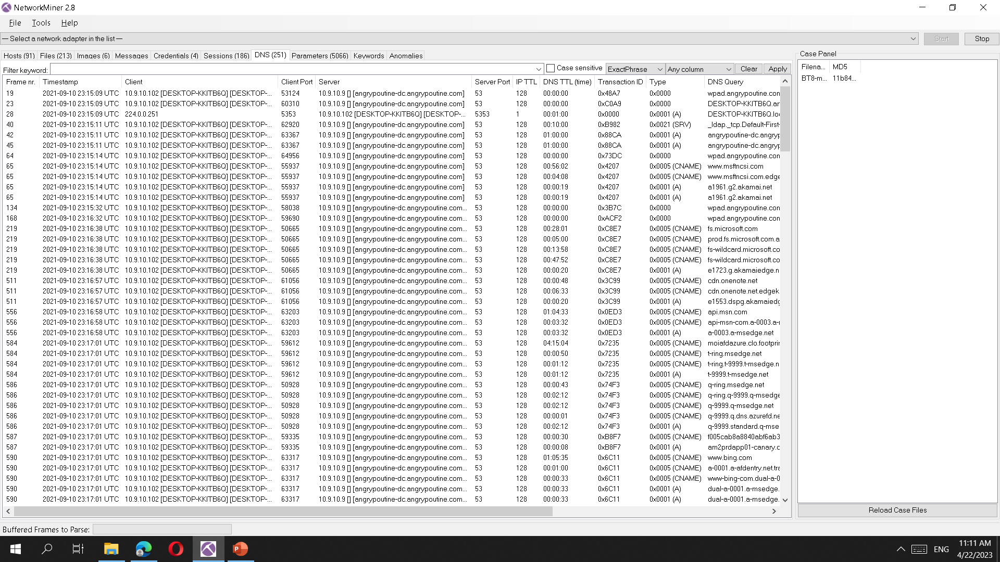 NetworkMiner 2.8
File Tools Help
--- Select a network adapter in the list ---
Start Stop
Hosts (91) Files (213) Images (6) Messages Credentials (4) Sessions (186) DNS (251) Parameters (5066) Keywords Anomalies
Case Panel
Filter keyword: Case sensitive ExactPhrase Any column Clear Apply
Filena... MD5
BT8-m... 11b84...
Frame nr. Timestamp Client Client Port Server Server Port IP TTL DNS TTL (time) Transaction ID Type DNS Query
19 2021-09-10 23:15:09 UTC 10.9.10.102 [DESKTOP-KKITB6Q] [DESKTOP-... 53124 10.9.10.9 [] [angrypoutine-dc.angrypoutine.com] 53 128 00:00:00 0x48A7 0x0000 wpad.angrypoutine.con
23 2021-09-10 23:15:09 UTC 10.9.10.102 [DESKTOP-KKITB6Q] [DESKTOP-... 60310 10.9.10.9 [] [angrypoutine-dc.angrypoutine.com] 53 128 00:00:00 0xC0A9 0x0000 DESKTOP-KKITB6Q.ar
28 2021-09-10 23:15:09 UTC 224.0.0.251 5353 10.9.10.102 [DESKTOP-KKITB6Q] [DESKTOP-... 5353 1 00:01:00 0x0000 0x0001 (A) DESKTOP-KKITB6Q.lo
40 2021-09-10 23:15:11 UTC 10.9.10.102 [DESKTOP-KKITB6Q] [DESKTOP-... 62920 10.9.10.9 [] [angrypoutine-dc.angrypoutine.com] 53 128 00:10:00 0xB982 0x0021 (SRV) _ldap._tcp.Default-First-
42 2021-09-10 23:15:11 UTC 10.9.10.102 [DESKTOP-KKITB6Q] [DESKTOP-... 63367 10.9.10.9 [] [angrypoutine-dc.angrypoutine.com] 53 128 01:00:00 0x88CA 0x0001 (A) angrypoutine-dc.angryp
45 2021-09-10 23:15:11 UTC 10.9.10.102 [DESKTOP-KKITB6Q] [DESKTOP-... 63367 10.9.10.9 [] [angrypoutine-dc.angrypoutine.com] 53 128 01:00:00 0x88CA 0x0001 (A) angrypoutine-dc.angryp
64 2021-09-10 23:15:14 UTC 10.9.10.102 [DESKTOP-KKITB6Q] [DESKTOP-... 64956 10.9.10.9 [] [angrypoutine-dc.angrypoutine.com] 53 128 00:00:00 0x73DC 0x0000 wpad.angrypoutine.con
65 2021-09-10 23:15:14 UTC 10.9.10.102 [DESKTOP-KKITB6Q] [DESKTOP-... 55937 10.9.10.9 [] [angrypoutine-dc.angrypoutine.com] 53 128 00:56:02 0x4207 0x0005 (CNAME) www.msftncsi.com
65 2021-09-10 23:15:14 UTC 10.9.10.102 [DESKTOP-KKITB6Q] [DESKTOP-... 55937 10.9.10.9 [] [angrypoutine-dc.angrypoutine.com] 53 128 00:04:08 0x4207 0x0005 (CNAME) www.msftncsi.com.edge
65 2021-09-10 23:15:14 UTC 10.9.10.102 [DESKTOP-KKITB6Q] [DESKTOP-... 55937 10.9.10.9 [] [angrypoutine-dc.angrypoutine.com] 53 128 00:00:19 0x4207 0x0001 (A) a1961.g2.akamai.net
65 2021-09-10 23:15:14 UTC 10.9.10.102 [DESKTOP-KKITB6Q] [DESKTOP-... 55937 10.9.10.9 [] [angrypoutine-dc.angrypoutine.com] 53 128 00:00:19 0x4207 0x0001 (A) a1961.g2.akamai.net
134 2021-09-10 23:15:32 UTC 10.9.10.102 [DESKTOP-KKITB6Q] [DESKTOP-... 58038 10.9.10.9 [] [angrypoutine-dc.angrypoutine.com... 53 128 00:00:00 0x3B7C 0x0000 wpad.angrypoutine.con
168 2021-09-10 23:16:32 UTC 10.9.10.102 [DESKTOP-KKITB6Q] [DESKTOP-... 59690 10.9.10.9 [] [angrypoutine-dc.angrypoutine.com... 53 128 00:00:00 0xACF2 0x0000 wpad.angrypoutine.con
219 2021-09-10 23:16:38 UTC 10.9.10.102 [DESKTOP-KKITB6Q] [DESKTOP-... 50665 10.9.10.9 [] [angrypoutine-dc.angrypoutine.com... 53 128 00:28:01 0xC8E7 0x0005 (CNAME) fs.microsoft.com
219 2021-09-10 23:16:38 UTC 10.9.10.102 [DESKTOP-KKITB6Q] [DESKTOP-... 50665 10.9.10.9 [] [angrypoutine-dc.angrypoutine.com... 53 128 00:05:00 0xC8E7 0x0005 (CNAME) prod.fs.microsoft.com.a
219 2021-09-10 23:16:38 UTC 10.9.10.102 [DESKTOP-KKITB6Q] [DESKTOP-... 50665 10.9.10.9 [] [angrypoutine-dc.angrypoutine.com... 53 128 00:13:58 0xC8E7 0x0005 (CNAME) fs-wildcard.microsoft.co
219 2021-09-10 23:16:38 UTC 10.9.10.102 [DESKTOP-KKITB6Q] [DESKTOP-... 50665 10.9.10.9 [] [angrypoutine-dc.angrypoutine.com... 53 128 00:47:52 0xC8E7 0x0005 (CNAME) fs-wildcard.microsoft.co
219 2021-09-10 23:16:38 UTC 10.9.10.102 [DESKTOP-KKITB6Q] [DESKTOP-... 50665 10.9.10.9 [] [angrypoutine-dc.angrypoutine.com... 53 128 00:00:20 0xC8E7 0x0001 (A) e1723.g.akamaiedge.n
511 2021-09-10 23:16:57 UTC 10.9.10.102 [DESKTOP-KKITB6Q] [DESKTOP-... 61056 10.9.10.9 [] [angrypoutine-dc.angrypoutine.com... 53 128 00:00:48 0x3C99 0x0005 (CNAME) cdn.onenote.net
511 2021-09-10 23:16:57 UTC 10.9.10.102 [DESKTOP-KKITB6Q] [DESKTOP-... 61056 10.9.10.9 [] [angrypoutine-dc.angrypoutine.com... 53 128 00:06:33 0x3C99 0x0005 (CNAME) cdn.onenote.net.edgek
511 2021-09-10 23:16:57 UTC 10.9.10.102 [DESKTOP-KKITB6Q] [DESKTOP-... 61056 10.9.10.9 [] [angrypoutine-dc.angrypoutine.com... 53 128 00:00:20 0x3C99 0x0001 (A) e1553.dspg.akamaiedg
556 2021-09-10 23:16:58 UTC 10.9.10.102 [DESKTOP-KKITB6Q] [DESKTOP-... 63203 10.9.10.9 [] [angrypoutine-dc.angrypoutine.com... 53 128 01:04:33 0x0ED3 0x0005 (CNAME) api.msn.com
556 2021-09-10 23:16:58 UTC 10.9.10.102 [DESKTOP-KKITB6Q] [DESKTOP-... 63203 10.9.10.9 [] [angrypoutine-dc.angrypoutine.com... 53 128 00:03:32 0x0ED3 0x0005 (CNAME) api-msn-com.a-0003.a-
556 2021-09-10 23:16:58 UTC 10.9.10.102 [DESKTOP-KKITB6Q] [DESKTOP-... 63203 10.9.10.9 [] [angrypoutine-dc.angrypoutine.com... 53 128 00:03:32 0x0ED3 0x0001 (A) a-0003.a-msedge.net
584 2021-09-10 23:17:01 UTC 10.9.10.102 [DESKTOP-KKITB6Q] [DESKTOP-... 59612 10.9.10.9 [] [angrypoutine-dc.angrypoutine.com... 53 128 04:15:04 0x7235 0x0005 (CNAME) moiafdazure.clo.footprin
584 2021-09-10 23:17:01 UTC 10.9.10.102 [DESKTOP-KKITB6Q] [DESKTOP-... 59612 10.9.10.9 [] [angrypoutine-dc.angrypoutine.com... 53 128 00:00:50 0x7235 0x0005 (CNAME) t-ring.msedge.net
584 2021-09-10 23:17:01 UTC 10.9.10.102 [DESKTOP-KKITB6Q] [DESKTOP-... 59612 10.9.10.9 [] [angrypoutine-dc.angrypoutine.com... 53 128 00:01:12 0x7235 0x0005 (CNAME) t-ring.t-9999.t-msedge.n
584 2021-09-10 23:17:01 UTC 10.9.10.102 [DESKTOP-KKITB6Q] [DESKTOP-... 59612 10.9.10.9 [] [angrypoutine-dc.angrypoutine.com... 53 128 00:01:12 0x7235 0x0001 (A) t-9999.t-msedge.net
586 2021-09-10 23:17:01 UTC 10.9.10.102 [DESKTOP-KKITB6Q] [DESKTOP-... 50928 10.9.10.9 [] [angrypoutine-dc.angrypoutine.com... 53 128 00:00:43 0x74F3 0x0005 (CNAME) q-ring.msedge.net
586 2021-09-10 23:17:01 UTC 10.9.10.102 [DESKTOP-KKITB6Q] [DESKTOP-... 50928 10.9.10.9 [] [angrypoutine-dc.angrypoutine.com... 53 128 00:02:12 0x74F3 0x0005 (CNAME) q-ring.q-9999.q-msedge
586 2021-09-10 23:17:01 UTC 10.9.10.102 [DESKTOP-KKITB6Q] [DESKTOP-... 50928 10.9.10.9 [] [angrypoutine-dc.angrypoutine.com... 53 128 00:02:12 0x74F3 0x0005 (CNAME) q-9999.q-msedge.net
586 2021-09-10 23:17:01 UTC 10.9.10.102 [DESKTOP-KKITB6Q] [DESKTOP-... 50928 10.9.10.9 [] [angrypoutine-dc.angrypoutine.com... 53 128 00:00:01 0x74F3 0x0005 (CNAME) q-9999.q.dns.azurefd.ne
586 2021-09-10 23:17:01 UTC 10.9.10.102 [DESKTOP-KKITB6Q] [DESKTOP-... 50928 10.9.10.9 [] [angrypoutine-dc.angrypoutine.com... 53 128 00:02:12 0x74F3 0x0001 (A) q-9999.standard.q-mse
587 2021-09-10 23:17:01 UTC 10.9.10.102 [DESKTOP-KKITB6Q] [DESKTOP-... 59335 10.9.10.9 [] [angrypoutine-dc.angrypoutine.com... 53 128 00:00:30 0xB8F7 0x0005 (CNAME) f005cab8a8840abf6ab3
587 2021-09-10 23:17:01 UTC 10.9.10.102 [DESKTOP-KKITB6Q] [DESKTOP-... 59335 10.9.10.9 [] [angrypoutine-dc.angrypoutine.com... 53 128 00:00:08 0xB8F7 0x0001 (A) am2prdapp01-canary.c
590 2021-09-10 23:17:01 UTC 10.9.10.102 [DESKTOP-KKITB6Q] [DESKTOP-... 63317 10.9.10.9 [] [angrypoutine-dc.angrypoutine.com... 53 128 01:05:35 0x6C11 0x0005 (CNAME) www.bing.com
590 2021-09-10 23:17:01 UTC 10.9.10.102 [DESKTOP-KKITB6Q] [DESKTOP-... 63317 10.9.10.9 [] [angrypoutine-dc.angrypoutine.com... 53 128 00:01:00 0x6C11 0x0005 (CNAME) a-0001.a-afdentry.net.tra
590 2021-09-10 23:17:01 UTC 10.9.10.102 [DESKTOP-KKITB6Q] [DESKTOP-... 63317 10.9.10.9 [] [angrypoutine-dc.angrypoutine.com... 53 128 00:00:33 0x6C11 0x0005 (CNAME) www-bing-com.dual-a-0
590 2021-09-10 23:17:01 UTC 10.9.10.102 [DESKTOP-KKITB6Q] [DESKTOP-... 63317 10.9.10.9 [] [angrypoutine-dc.angrypoutine.com... 53 128 00:00:33 0x6C11 0x0001 (A) dual-a-0001.a-msedge.
590 2021-09-10 23:17:01 UTC 10.9.10.102 [DESKTOP-KKITB6Q] [DESKTOP-... 63317 10.9.10.9 [] [angrypoutine-dc.angrypoutine.com... 53 128 00:00:33 0x6C11 0x0001 (A) dual-a-0001.a-msedge.
Reload Case Files
Buffered Frames to Parse:
ENG
11:11 AM
4/22/2023